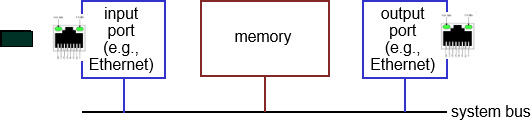 input
port
(e.g.,
Ethernet)
memory
output
port
(e.g.,
Ethernet)
system bus